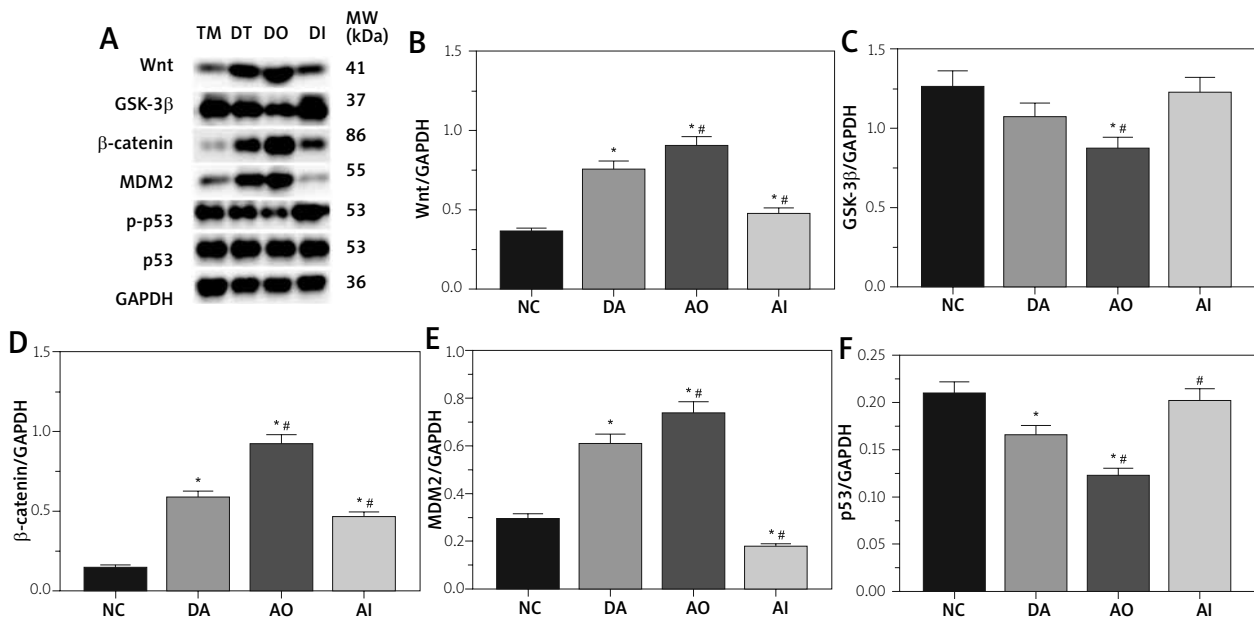 A
TM DT DO DI MW (kDa)
Wnt 41
GSK-3β 37
β-catenin 86
MDM2 55
p-p53 53
p53 53
GAPDH 36
B
Wnt/GAPDH
1.5
1.0
0.5
0.0
*
* #
* #
NC DA AO AI
C
GSK-3β/GAPDH
1.5
1.0
0.5
0.0
* #
NC DA AO AI
D
β-catenin/GAPDH
1.5
1.0
0.5
0.0
*
* #
* #
NC DA AO AI
E
MDM2/GAPDH
1.0
0.8
0.6
0.4
0.2
0.0
*
* #
* #
NC DA AO AI
F
p53/GAPDH
0.25
0.20
0.15
0.10
0.05
0.00
*
* #
#
NC DA AO AI